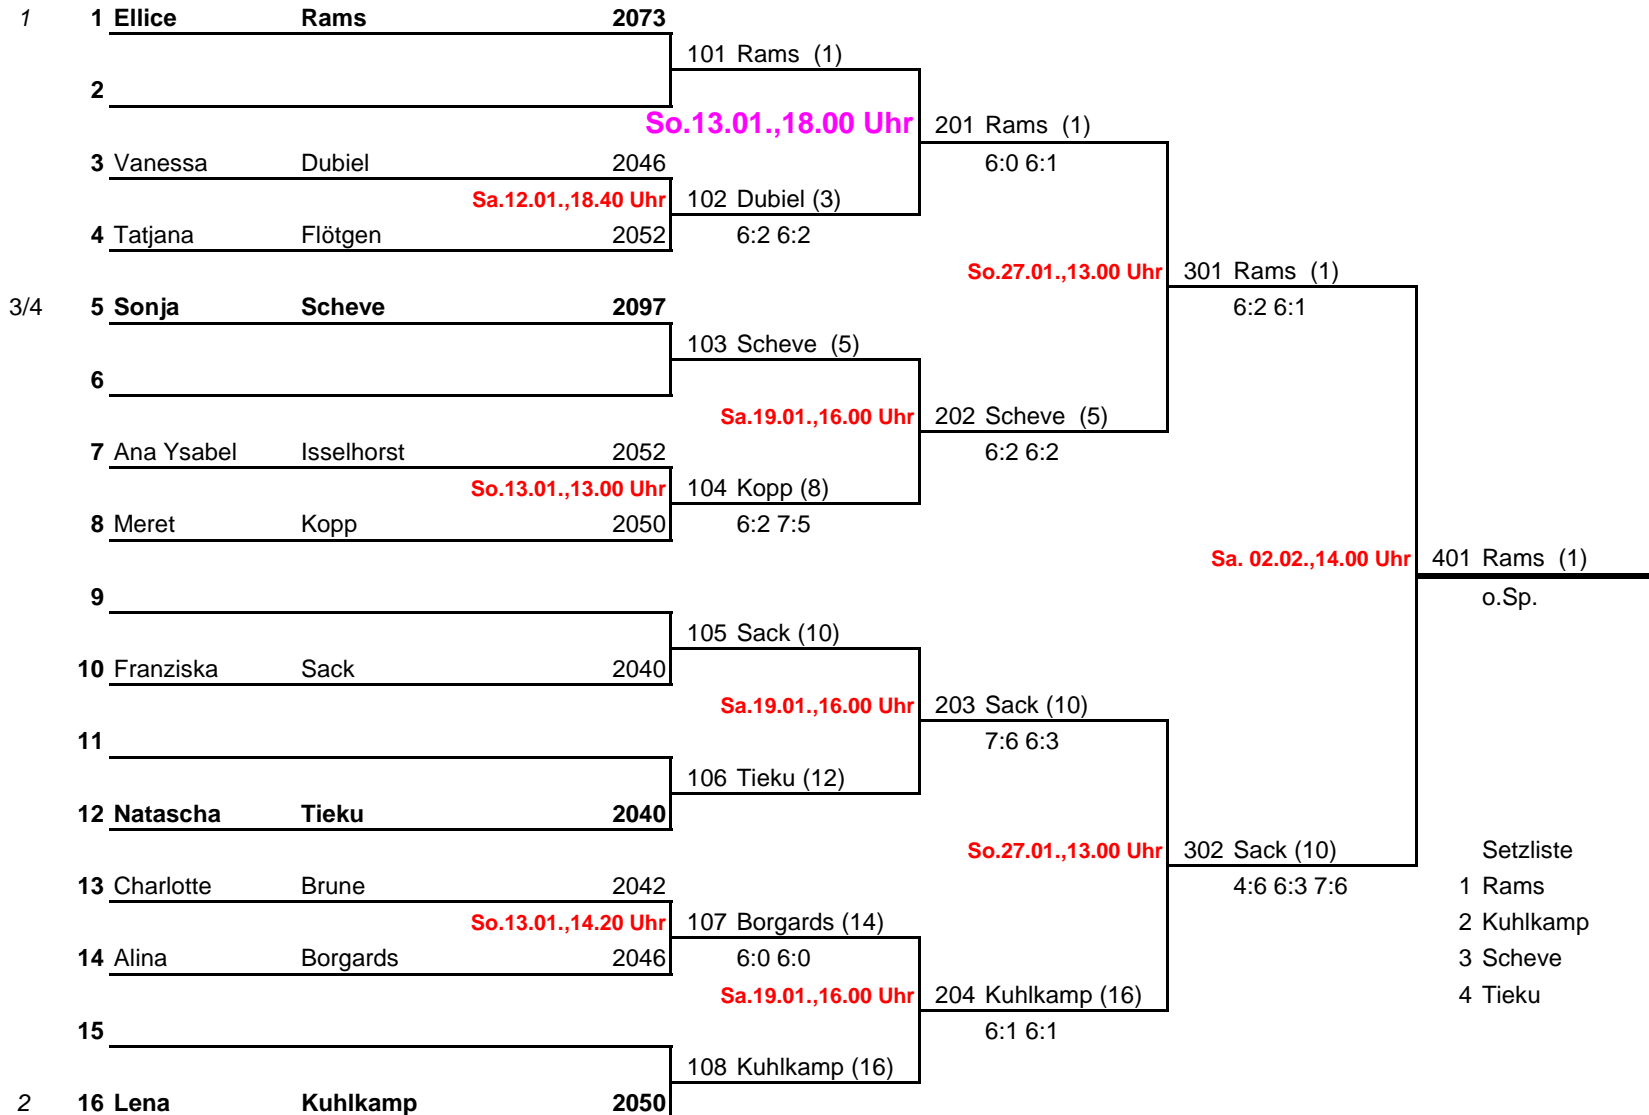 1 1 Ellice Rams 2073
101 Rams (1)
2
So.13.01.,18.00 Uhr 201 Rams (1)
3 Vanessa Dubiel 2046 6:0 6:1
Sa.12.01.,18.40 Uhr 102 Dubiel (3)
4 Tatjana Flötgen 2052 6:2 6:2
So.27.01.,13.00 Uhr 301 Rams (1)
3/4 5 Sonja Scheve 2097 6:2 6:1
103 Scheve (5)
6
Sa.19.01.,16.00 Uhr 202 Scheve (5)
7 Ana Ysabel Isselhorst 2052 6:2 6:2
So.13.01.,13.00 Uhr 104 Kopp (8)
8 Meret Kopp 2050 6:2 7:5
Sa. 02.02.,14.00 Uhr 401 Rams (1)
9 o.Sp.
105 Sack (10)
10 Franziska Sack 2040
Sa.19.01.,16.00 Uhr 203 Sack (10)
11 7:6 6:3
106 Tieku (12)
12 Natascha Tieku 2040
So.27.01.,13.00 Uhr 302 Sack (10) Setzliste
13 Charlotte Brune 2042 4:6 6:3 7:6 1 Rams
So.13.01.,14.20 Uhr 107 Borgards (14) 2 Kuhlkamp
14 Alina Borgards 2046 6:0 6:0 3 Scheve
Sa.19.01.,16.00 Uhr 204 Kuhlkamp (16) 4 Tieku
15 6:1 6:1
108 Kuhlkamp (16)
2 16 Lena Kuhlkamp 2050